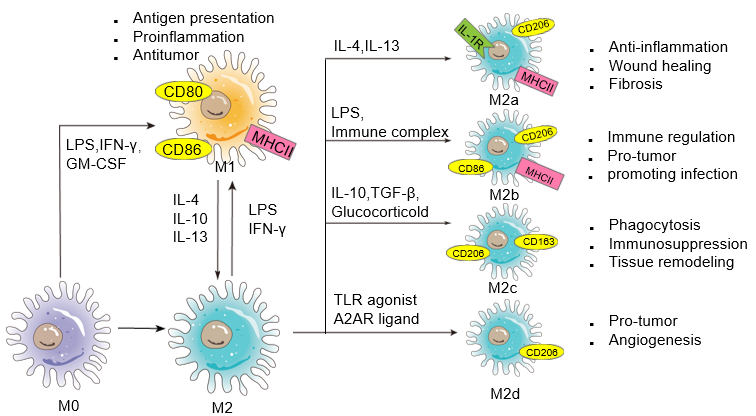 Antigen presentation
Proinflammation
Antitumor
CD80
CD86
MHCII
M1
LPS,IFN-γ,
GM-CSF
IL-4
IL-10
IL-13
LPS
IFN-γ
M0
M2
IL-4,IL-13
IL-1R
CD206
MHCII
M2a
Anti-inflammation
Wound healing
Fibrosis
LPS,
Immune complex
CD206
CD86
MHCII
M2b
Immune regulation
Pro-tumor
promoting infection
IL-10,TGF-β,
Glucocorticold
CD163
CD206
M2c
Phagocytosis
Immunosuppression
Tissue remodeling
TLR agonist
A2AR ligand
CD206
M2d
Pro-tumor
Angiogenesis